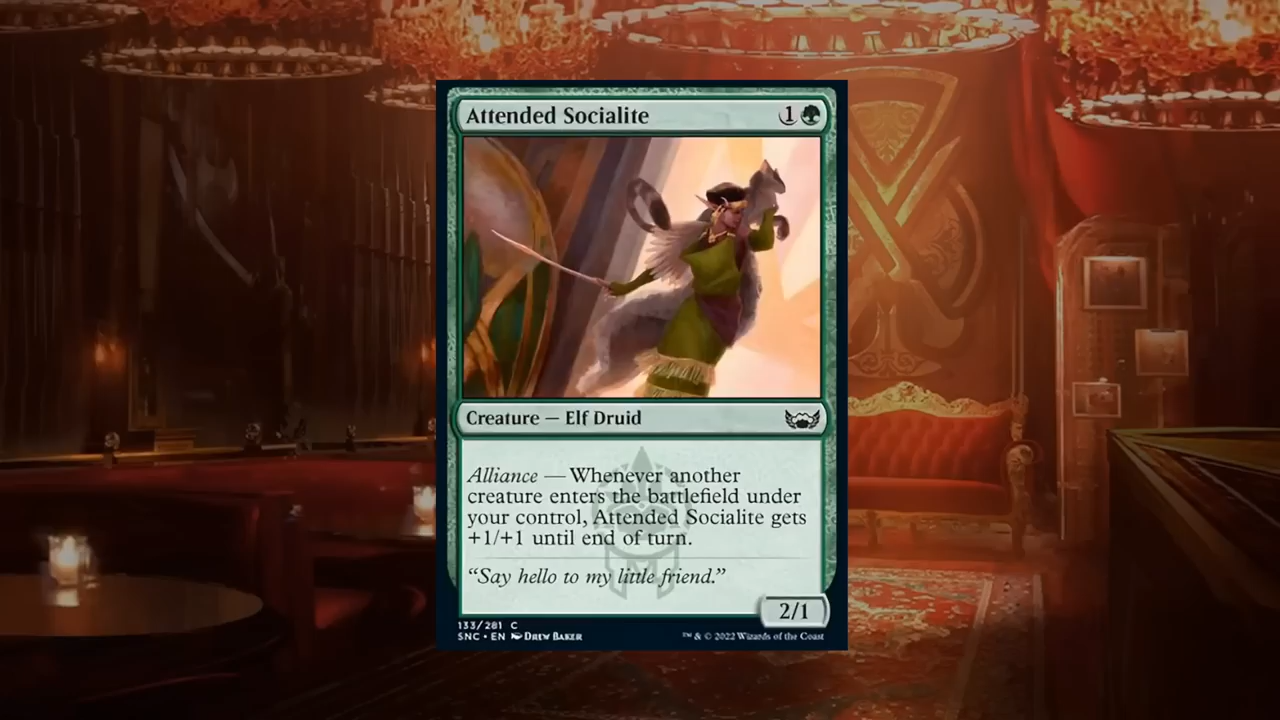 Attended Socialite 1
Creature — Elf Druid
Alliance — Whenever another
creature enters the battlefield under
your control, Attended Socialite gets
+1/+1 until end of turn.
“Say hello to my little friend.”
2/1
133/281 C
SNC • EN Drew Baker
™ & © 2022 Wizards of the Coast